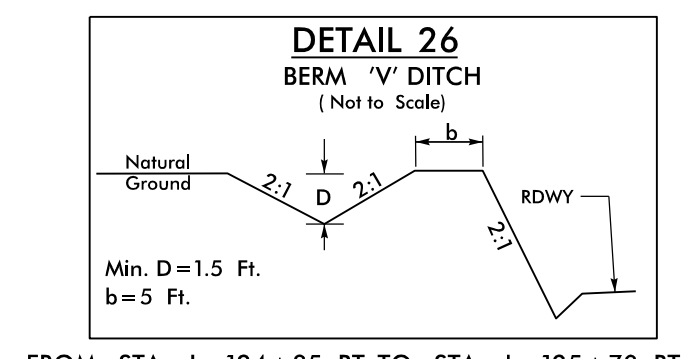 DETAIL 26
BERM 'V' DITCH
( Not to Scale)
b
Natural
Ground
2:1
D
2:1
RDWY
2:1
Min. D=1.5 Ft.
b=5 Ft.